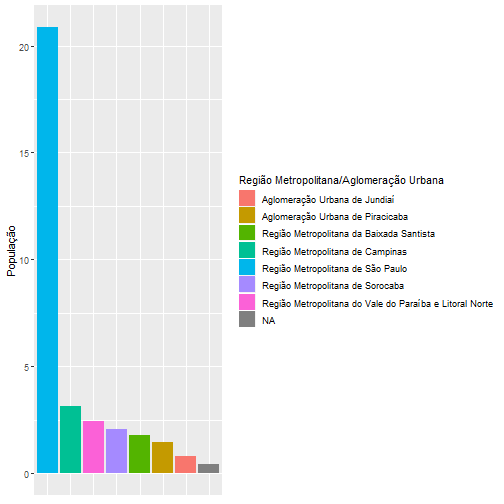 20
15
10
5
0
População
Região Metropolitana/Aglomeração Urbana
Aglomeração Urbana de Jundiaí
Aglomeração Urbana de Piracicaba
Região Metropolitana da Baixada Santista
Região Metropolitana de Campinas
Região Metropolitana de São Paulo
Região Metropolitana de Sorocaba
Região Metropolitana do Vale do Paraíba e Litoral Norte
NA